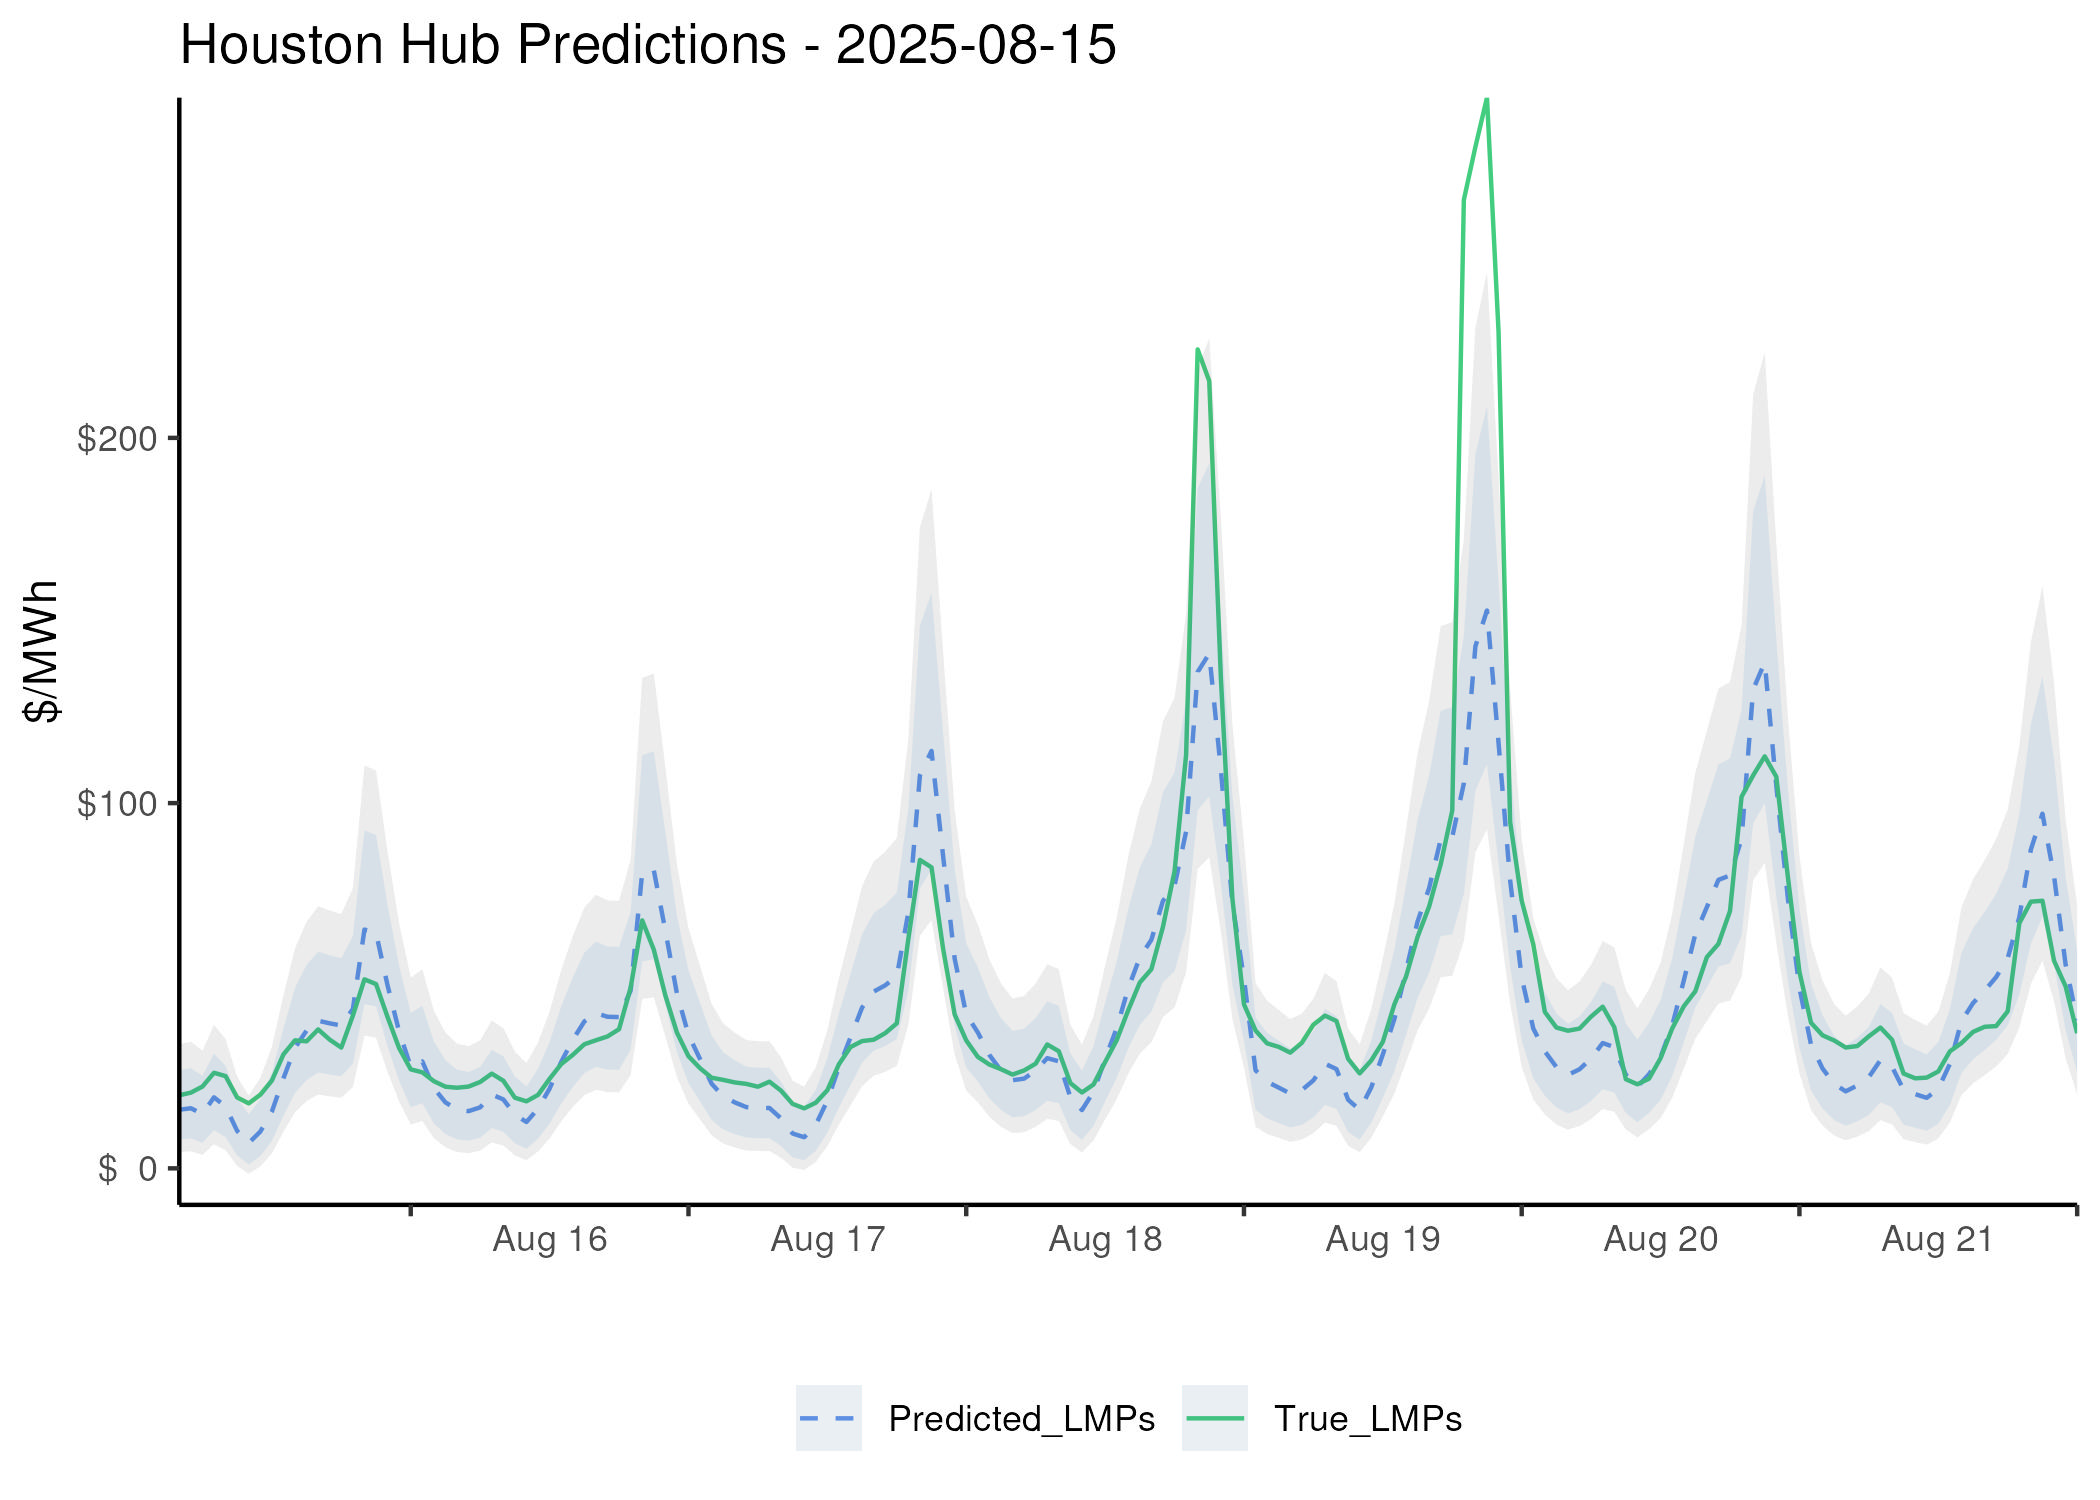 Houston Hub Predictions - 2025-08-15
$/MWh
$200
$100
$  0
Aug 16
Aug 17
Aug 18
Aug 19
Aug 20
Aug 21
Predicted_LMPs
True_LMPs